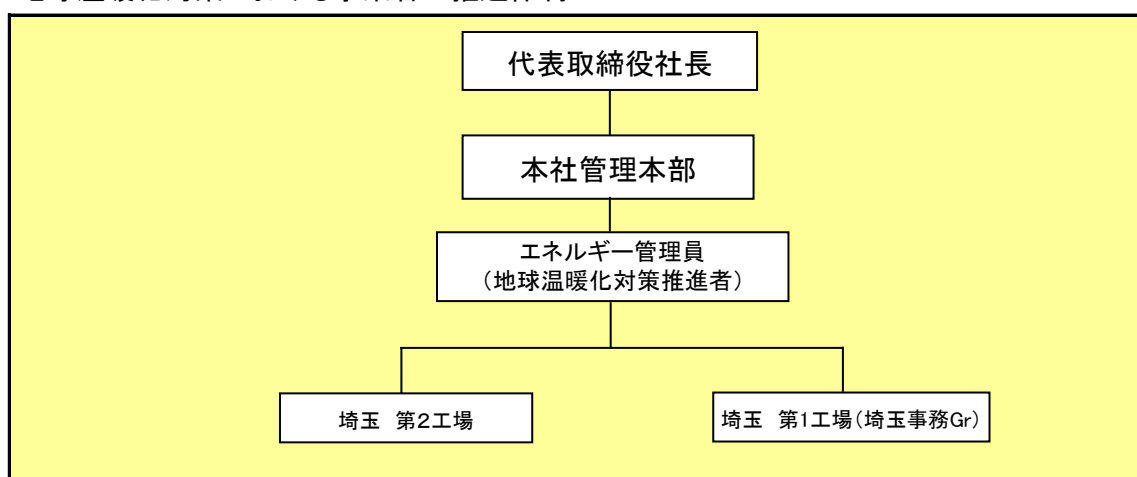 代表取締役社長
本社管理本部
エネルギー管理員
（地球温暖化対策推進者）
埼玉　第２工場
埼玉　第1工場（埼玉事務Gr）